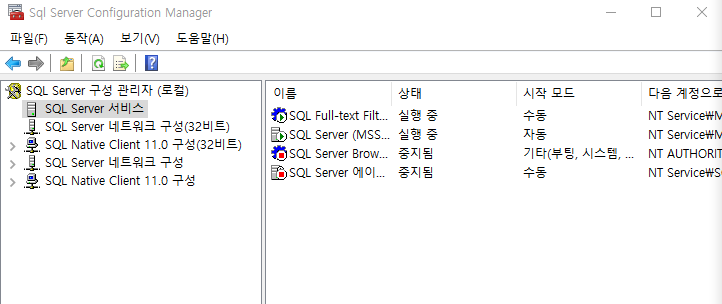 Sql Server Configuration Manager
파일(F) 동작(A) 보기(V) 도움말(H)
SQL Server 구성 관리자 (로컬)
SQL Server 서비스
SQL Server 네트워크 구성(32비트)
SQL Native Client 11.0 구성(32비트)
SQL Server 네트워크 구성
SQL Native Client 11.0 구성
이름 상태 시작 모드 다음 계정으로
SQL Full-text Filt... 실행 중 수동 NT Service₩M
SQL Server (MSS... 실행 중 자동 NT Service₩M
SQL Server Brow... 중지됨 기타(부팅, 시스템, ... NT AUTHORIT
SQL Server 에이... 중지됨 수동 NT Service₩S